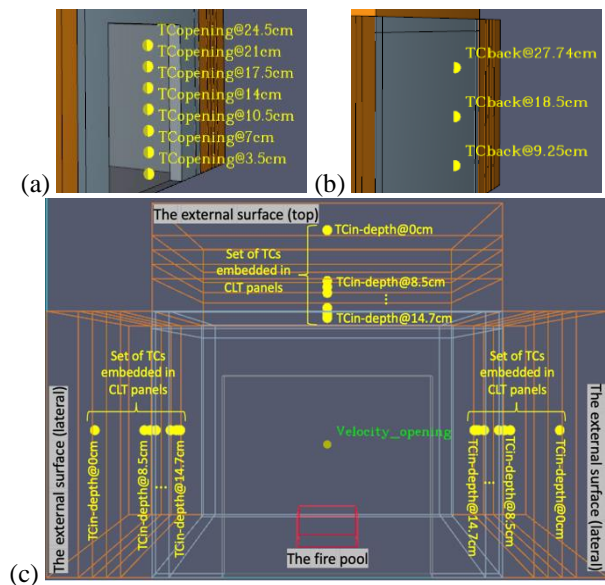 TCopening@24.5cm
TCopening@21cm
TCopening@17.5cm
TCopening@14cm
TCopening@10.5cm
TCopening@7cm
TCopening@3.5cm
(a)
TCback@27.74cm
TCback@18.5cm
TCback@9.25cm
(b)
The external surface (top)
TCin-depth@0cm
Set of TCs
embedded in
CLT panels
TCin-depth@8.5cm
...
TCin-depth@14.7cm
The external surface (lateral)
Set of TCs
embedded in
CLT panels
TCin-depth@0cm
TCin-depth@8.5cm
...
TCin-depth@14.7cm
Velocity_opening
The fire pool
Set of TCs
embedded in
CLT panels
TCin-depth@14.7cm
...
TCin-depth@8.5cm
TCin-depth@0cm
The external surface (lateral)
(c)